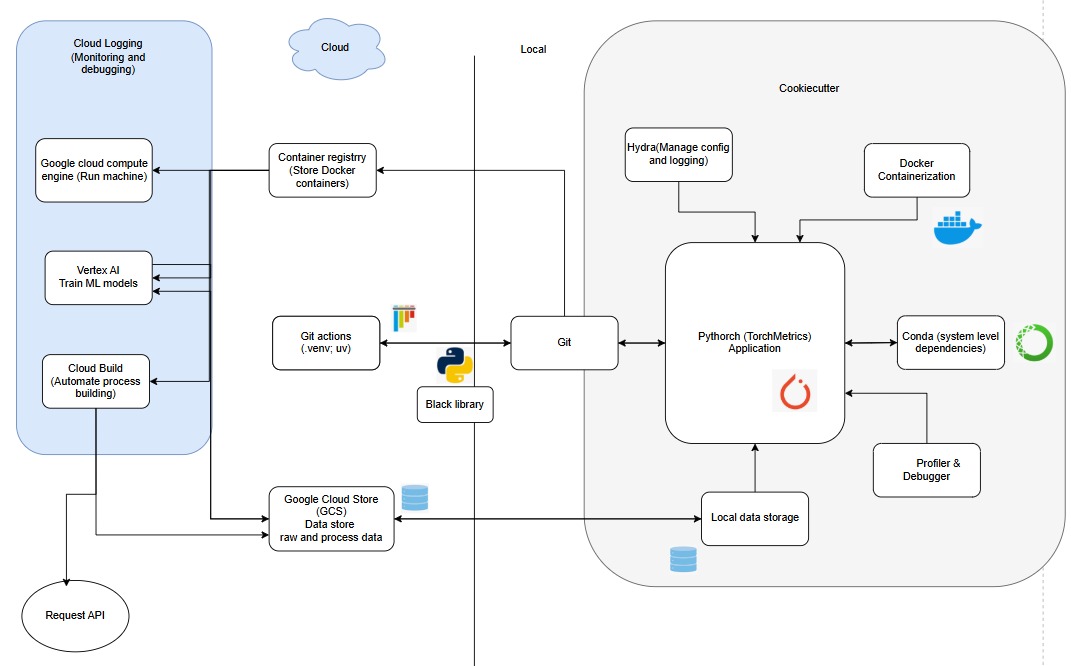 Cloud Logging
(Monitoring and
debugging)
Cloud
Local
Cookiecutter
Google cloud compute
engine (Run machine)
Container registrry
(Store Docker
containers)
Hydra(Manage config
and logging)
Docker
Containerization
Vertex AI
Train ML models
Git actions
(.venv; uv)
Git
Pythorch (TorchMetrics)
Application
Conda (system level
dependencies)
Cloud Build
(Automate process
building)
Black library
Profiler &
Debugger
Google Cloud Store
(GCS)
Data store
raw and process data
Local data storage
Request API